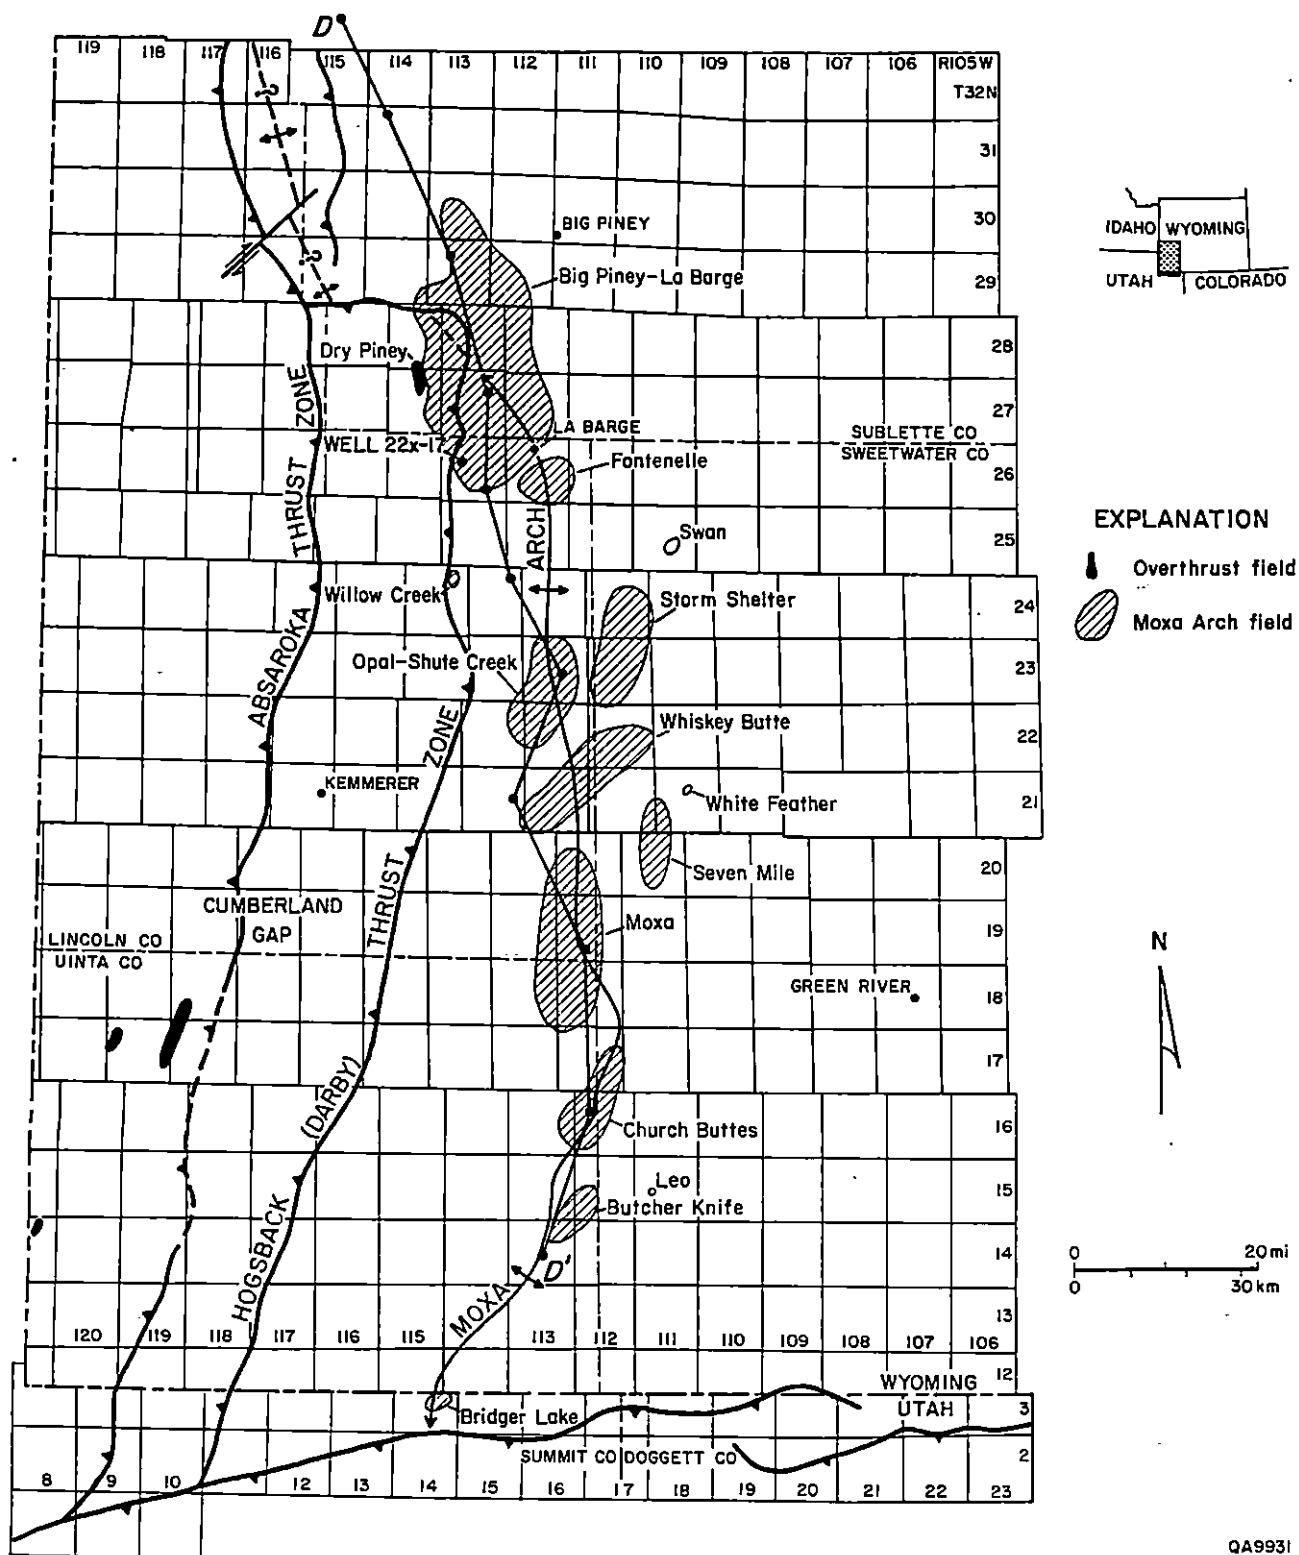 D
119 118 117 116 115 114 113 112 111 110 109 108 107 106 R105W
T32N
?
31
30
BIG PINEY
IDAHO WYOMING
UTAH COLORADO
?
Big Piney-La Barge
29
28
Dry Piney
27
LA BARGE
SUBLETTE CO
SWEETWATER CO
WELL 22x-17
Fontenelle
26
EXPLANATION
Overthrust field
Moxa Arch field
Swan
25
ARCH
Willow Creek
Storm Shelter
24
Opal-Shute Creek
23
ABSAROKA THRUST ZONE
Whiskey Butte
22
KEMMERER
White Feather
21
Seven Mile
20
CUMBERLAND
GAP
Moxa
19
LINCOLN CO
UINTA CO
N
GREEN RIVER
18
17
HOGSBACK (DARBY) THRUST ZONE
Church Buttes
16
Leo
15
Butcher Knife
14
D'
0 20 mi
0 30 km
MOXA
13
120 119 118 117 116 115 113 112 111 110 109 108 107 106
12
WYOMING
UTAH
3
Bridger Lake
SUMMIT CO DOGGETT CO
2
8 9 10 12 13 14 15 16 17 18 19 20 21 22 23
QA9931